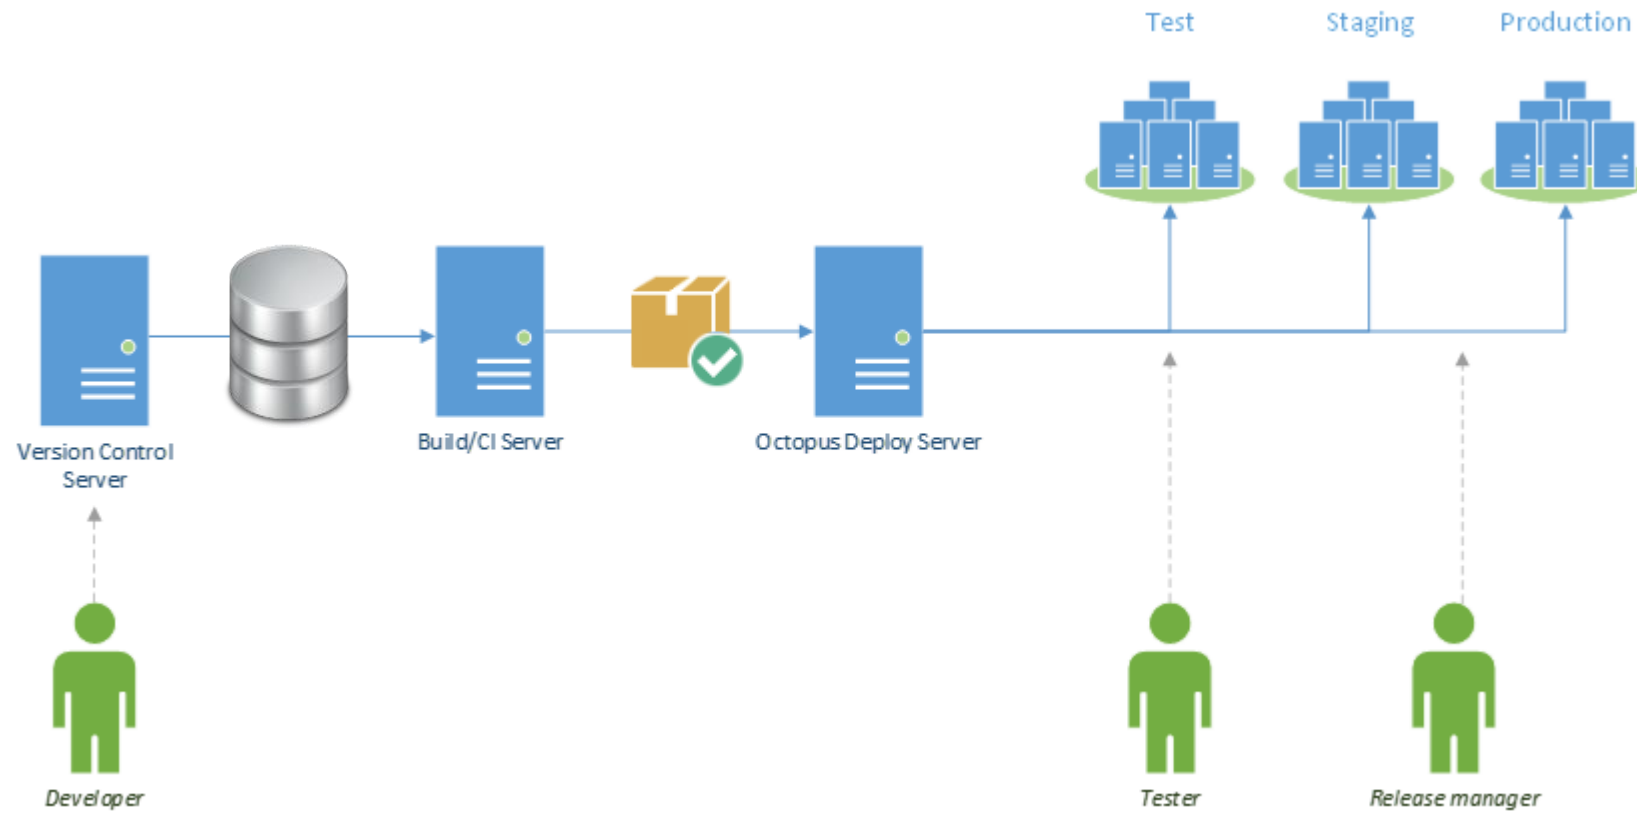 Test
Staging
Production
Version Control
Server
Build/CI Server
Octopus Deploy Server
Developer
Tester
Release manager